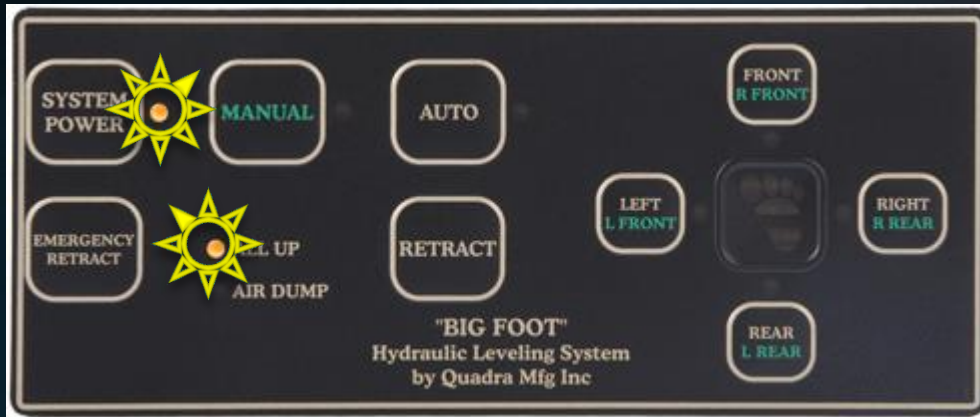 SYSTEM
POWER
MANUAL
AUTO
FRONT
R FRONT
EMERGENCY
RETRACT
UP
AIR DUMP
RETRACT
LEFT
L FRONT
RIGHT
R REAR
REAR
L REAR
"BIG FOOT"
Hydraulic Leveling System
by Quadra Mfg Inc